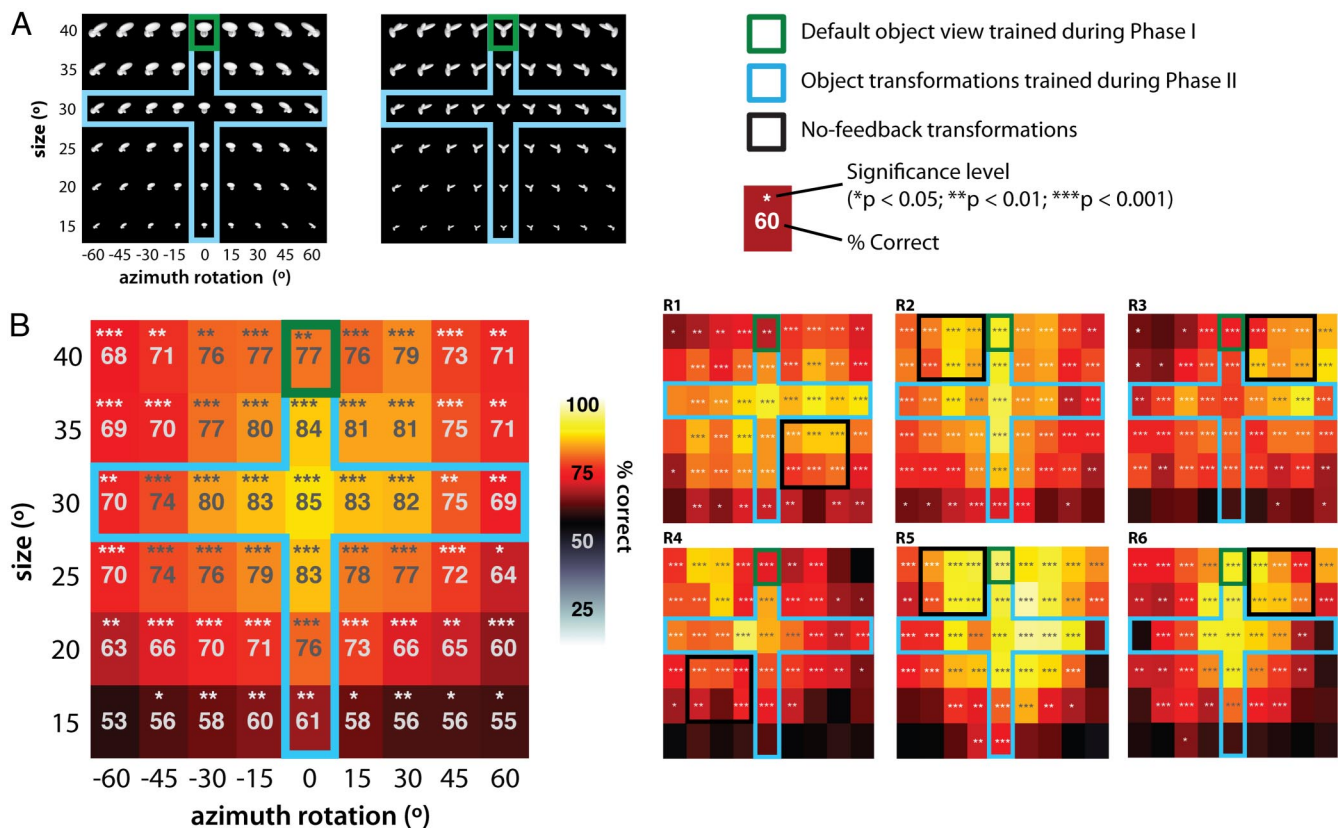 A
40
35
30
25
20
15
size (º)
-60 -45 -30 -15 0 15 30 45 60
azimuth rotation (º)
Default object view trained during Phase I
Object transformations trained during Phase II
No-feedback transformations
Significance level
(*p < 0.05; **p < 0.01; ***p < 0.001)
*
60
% Correct
B
*** ** ** *** ** *** *** *** **
40 68 71 76 77 77 76 79 73 71
*** *** *** *** *** *** *** ** **
35 69 70 77 80 84 81 81 75 71
** *** *** *** *** *** *** ** **
30 70 74 80 83 85 83 82 75 69
*** *** *** *** *** *** *** *** *
25 70 74 76 79 83 78 77 72 64
** *** *** *** *** *** *** ** ***
20 63 66 70 71 76 73 66 65 60
* ** ** ** * ** * *
15 53 56 58 60 61 58 56 56 55
size (º)
-60 -45 -30 -15 0 15 30 45 60
azimuth rotation (º)
100
75
50
25
% correct
R1
R2
R3
R4
R5
R6